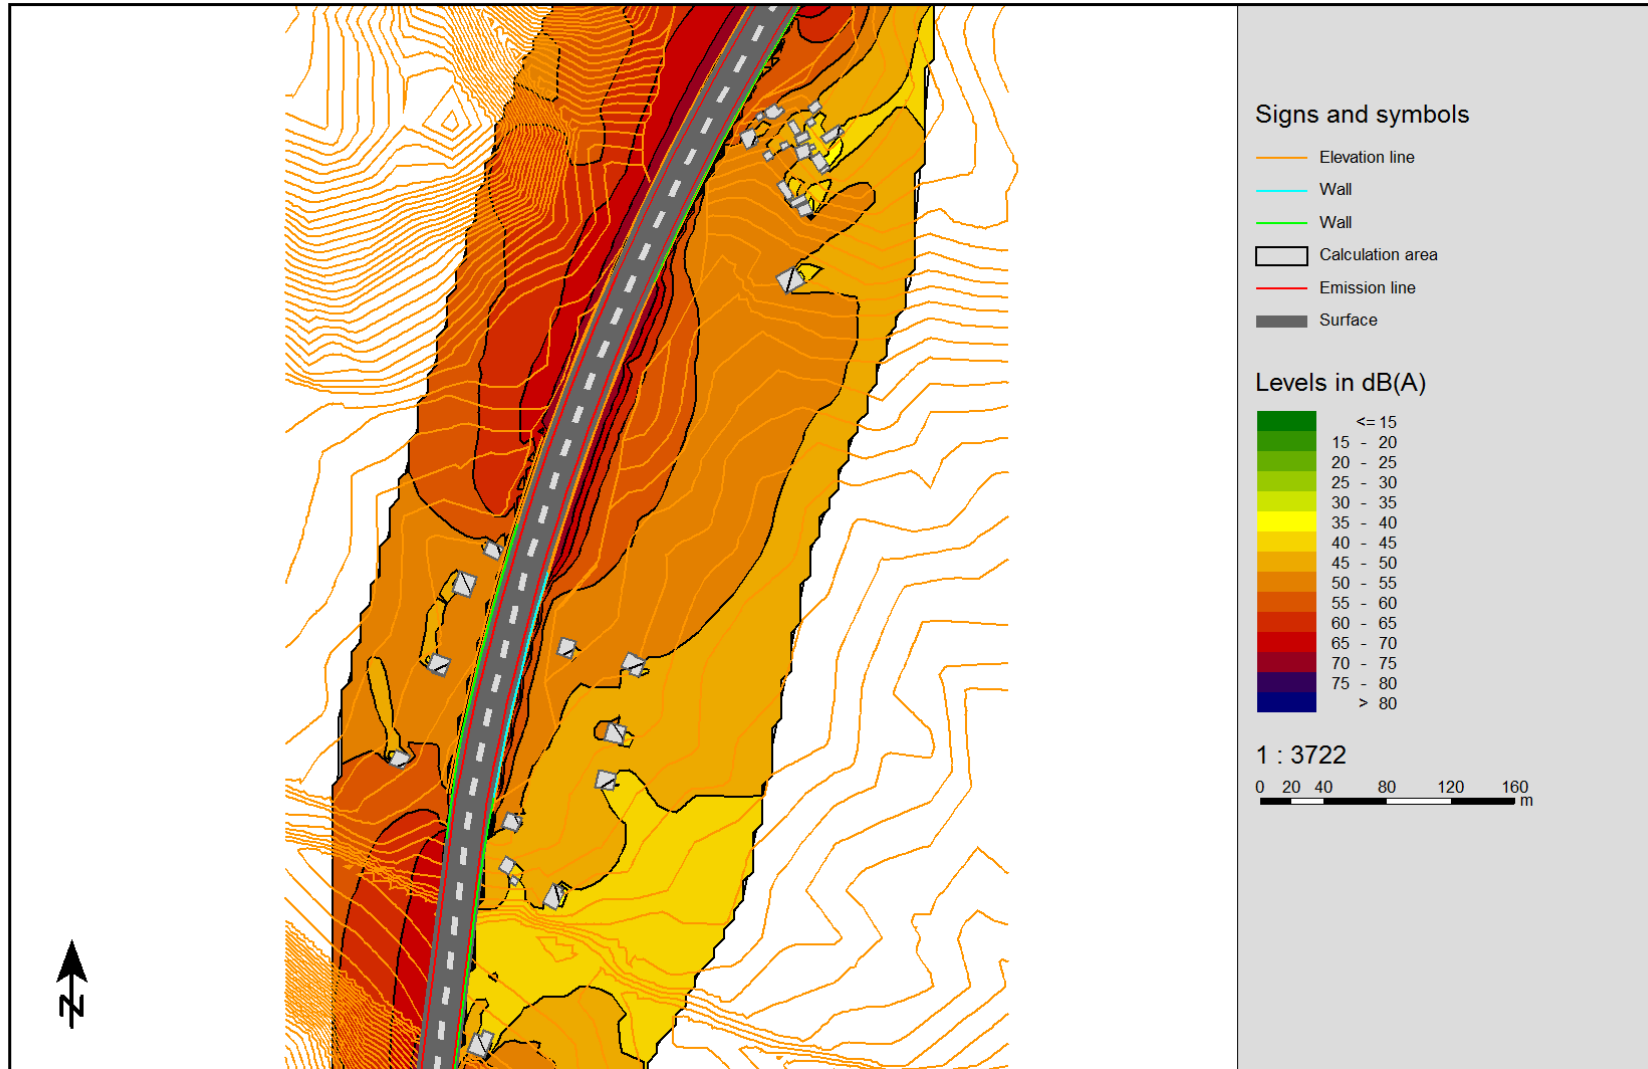 Signs and symbols
Elevation line
Wall
Wall
Calculation area
Emission line
Surface
Levels in dB(A)
<= 15
15 - 20
20 - 25
25 - 30
30 - 35
35 - 40
40 - 45
45 - 50
50 - 55
55 - 60
60 - 65
65 - 70
70 - 75
75 - 80
> 80
1 : 3722
0 20 40 80 120 160
m
N